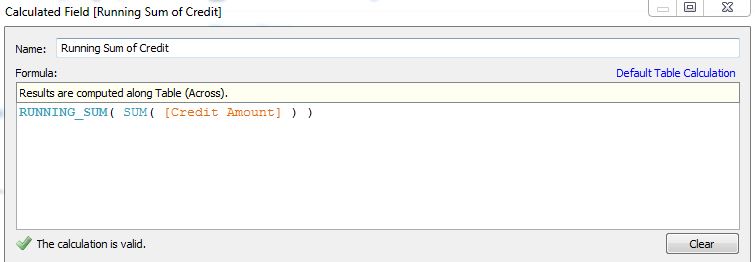 Calculated Field [Running Sum of Credit]
Name: Running Sum of Credit
Formula: Default Table Calculation
Results are computed along Table (Across).
RUNNING_SUM( SUM( [Credit Amount] ) )
The calculation is valid. Clear